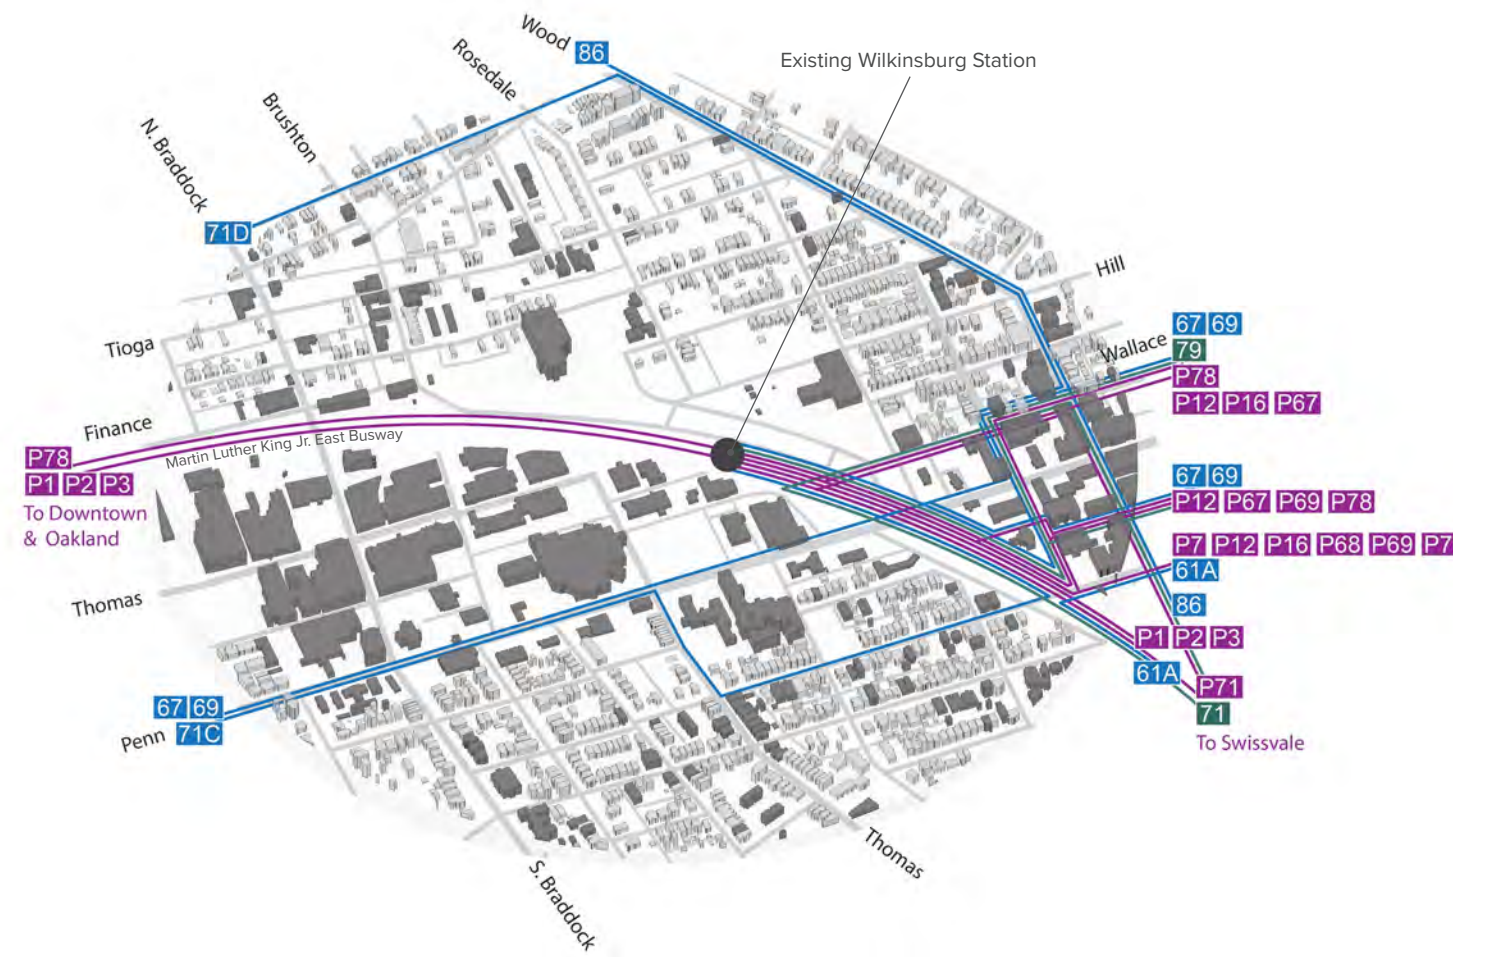 Wood
86
Existing Wilkinsburg Station
Rosedale
Brushton
N. Braddock
71D
Hill
67 69
79
Wallace
P78
P12 P16 P67
Tioga
Finance
Martin Luther King Jr. East Busway
P78
P1 P2 P3
To Downtown
& Oakland
67 69
P12 P67 P69 P78
P7 P12 P16 P68 P69 P7
61A
86
Thomas
P1 P2 P3
61A
P71
71
To Swissvale
67 69
Penn 71C
Thomas
S. Braddock